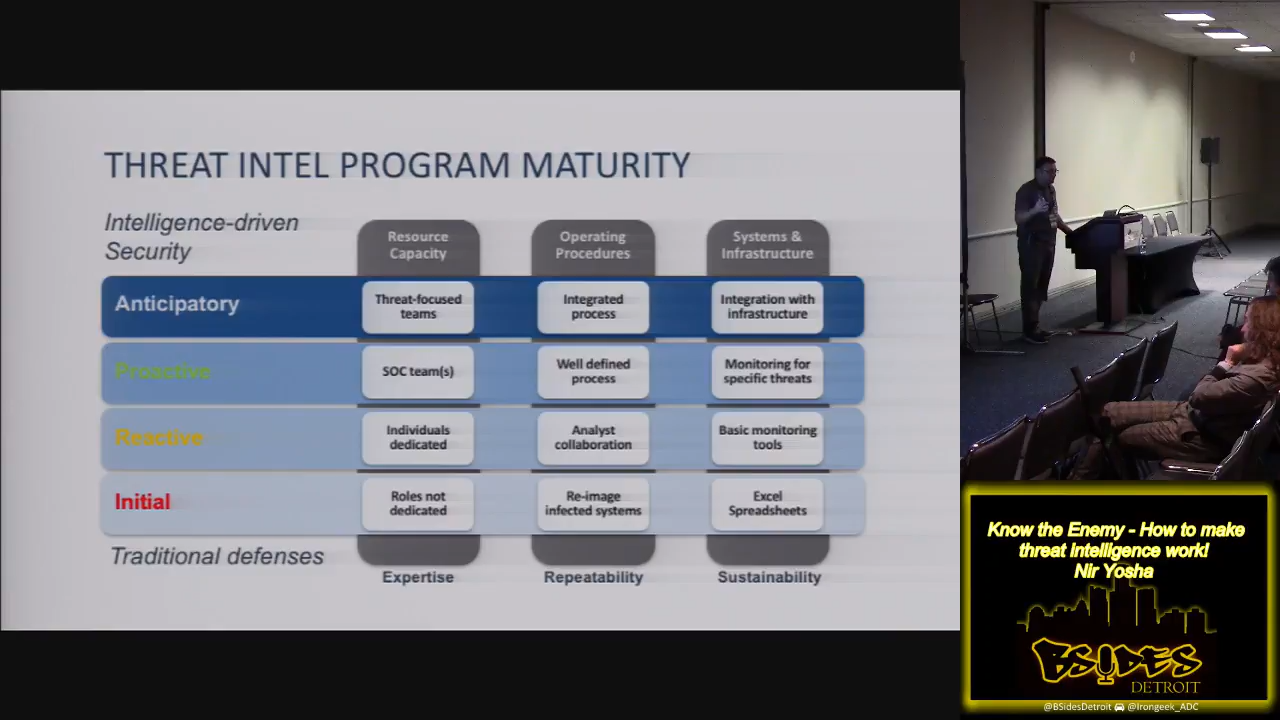 THREAT INTEL PROGRAM MATURITY
Intelligence-driven
Security
Resource
Capacity
Operating
Procedures
Systems &
Infrastructure
Anticipatory
Threat-focused
teams
Integrated
process
Integration with
infrastructure
Proactive
SOC team(s)
Well defined
process
Monitoring for
specific threats
Reactive
Individuals
dedicated
Analyst
collaboration
Basic monitoring
tools
Initial
Roles not
dedicated
Re-image
infected systems
Excel
Spreadsheets
Traditional defenses
Expertise
Repeatability
Sustainability
Know the Enemy - How to make
threat intelligence work!
Nir Yosha
BSIDES
DETROIT
@BSidesDetroit @Irongeek_ADC